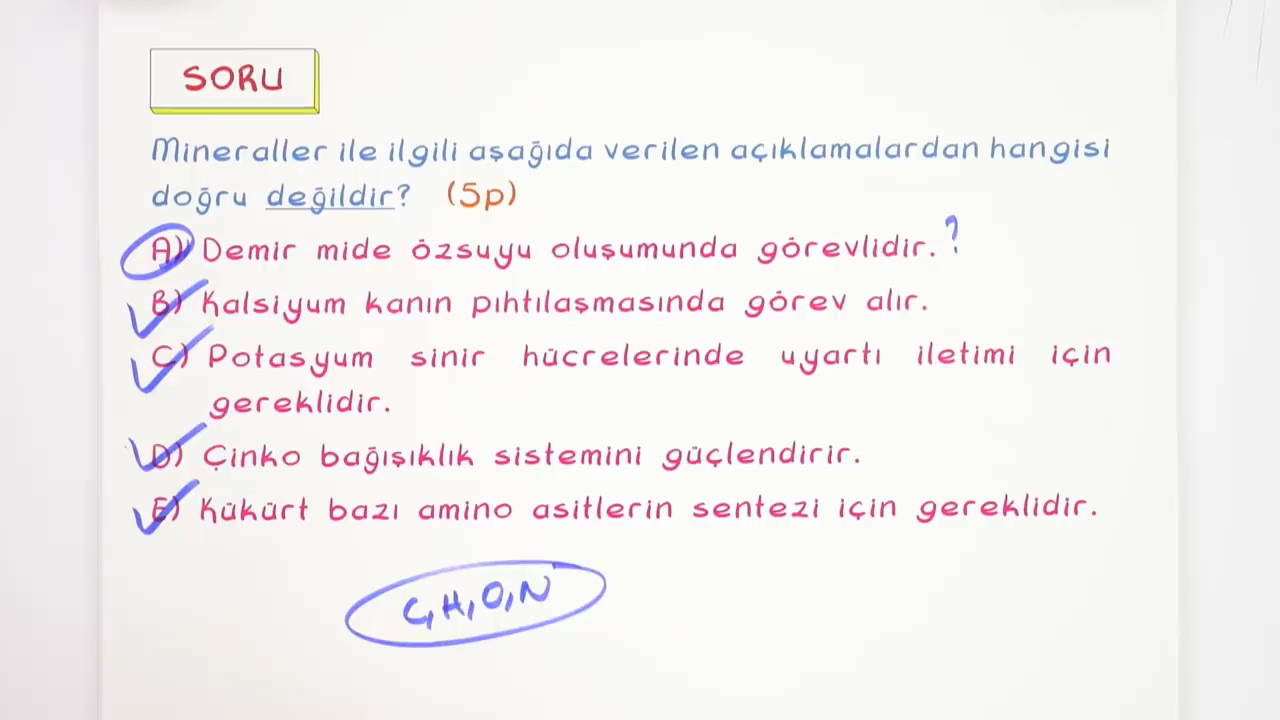 SORU
Mineraller ile ilgili aşağıda verilen açıklamalardan hangisi
doğru değildir? (5p)
A) Demir mide özsuyu oluşumunda görevlidir. ?
B) Kalsiyum kanın pıhtılaşmasında görev alır.
C) Potasyum sinir hücrelerinde uyartı iletimi için
gereklidir.
D) Çinko bağışıklık sistemini güçlendirir.
E) Kükürt bazı amino asitlerin sentezi için gereklidir.
C, H, O, N